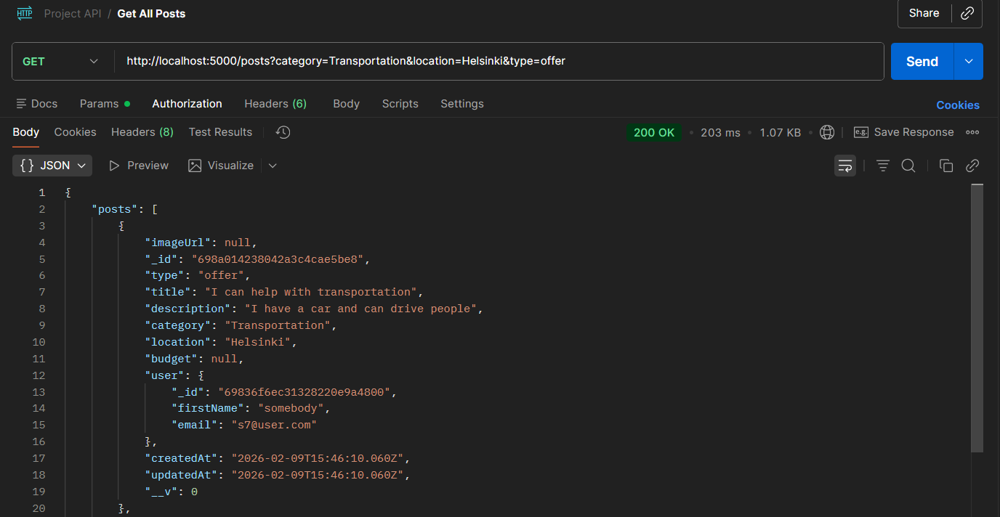 HTTP Project API / Get All Posts Share
GET http://localhost:5000/posts?category=Transportation&location=Helsinki&type=offer Send
Docs Params Authorization Headers (6) Body Scripts Settings Cookies
Body Cookies Headers (8) Test Results 200 OK 203 ms 1.07 KB e.g. Save Response
{} JSON Preview Visualize
1 {
2 "posts": [
3 {
4 "imageUrl": null,
5 "_id": "698a014238042a3c4cae5be8",
6 "type": "offer",
7 "title": "I can help with transportation",
8 "description": "I have a car and can drive people",
9 "category": "Transportation",
10 "location": "Helsinki",
11 "budget": null,
12 "user": {
13 "_id": "69836f6ec31328220e9a4800",
14 "firstName": "somebody",
15 "email": "s7@user.com"
16 },
17 "createdAt": "2026-02-09T15:46:10.060Z",
18 "updatedAt": "2026-02-09T15:46:10.060Z",
19 "__v": 0
20 },